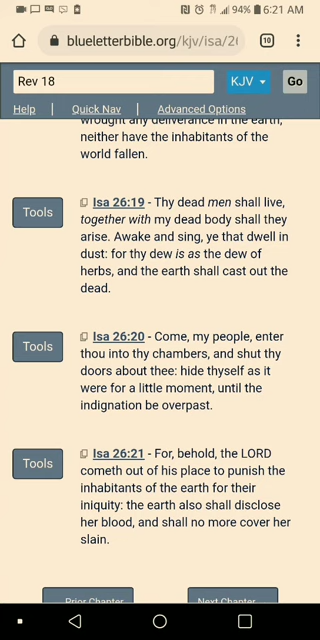 94% 6:21 AM
blueletterbible.org/kjv/isa/26
10
Rev 18
KJV
Go
Help | Quick Nav | Advanced Options
wrought any deliverance in the earth;
neither have the inhabitants of the
world fallen.
Tools
Isa 26:19 - Thy dead men shall live,
together with my dead body shall they
arise. Awake and sing, ye that dwell in
dust: for thy dew is as the dew of
herbs, and the earth shall cast out the
dead.
Tools
Isa 26:20 - Come, my people, enter
thou into thy chambers, and shut thy
doors about thee: hide thyself as it
were for a little moment, until the
indignation be overpast.
Tools
Isa 26:21 - For, behold, the LORD
cometh out of his place to punish the
inhabitants of the earth for their
iniquity: the earth also shall disclose
her blood, and shall no more cover her
slain.
Prior Chapter
Next Chapter